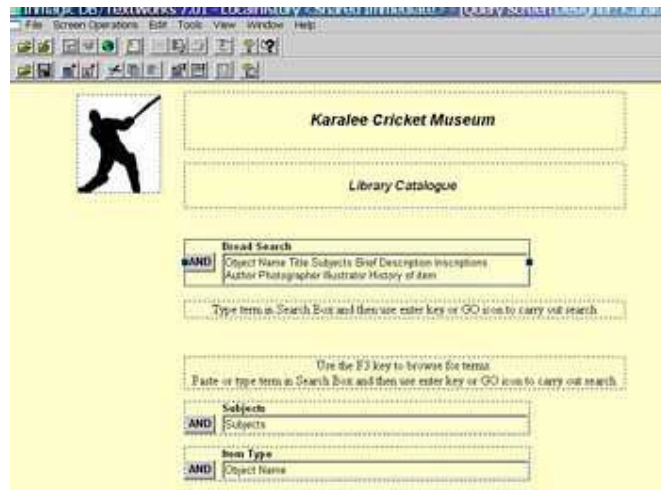 File Screen Operations Edit Tools View Window Help
Karalee Cricket Museum
Library Catalogue
Broad Search
AND
Object Name Title Subjects Brief Description Inscriptions
Author Photographer Illustrator History of item
Type term in Search Box and then use enter key or GO icon to carry out search
Use the F3 key to browse for terms
Paste or type term in Search Box and then use enter key or GO icon to carry out search
Subjects
AND Subjects
Item Type
AND Object Name